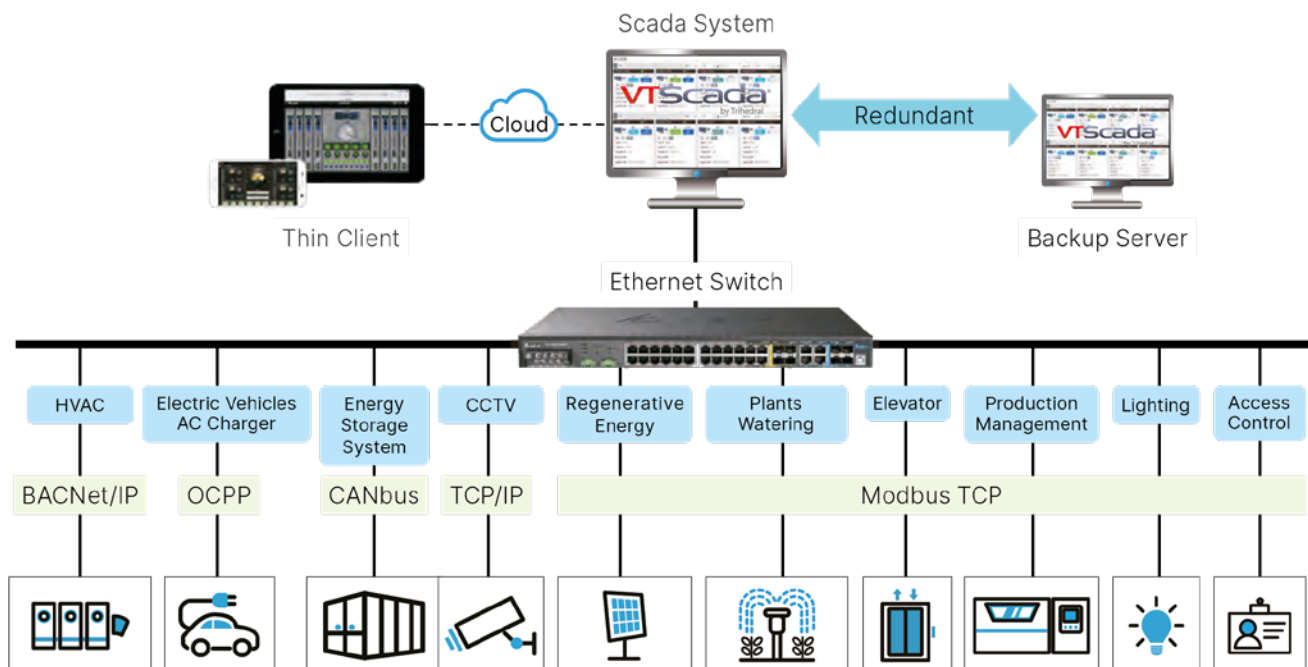 Scada System
VTScada
by Trihedral
Cloud
Redundant
VTScada
by Trihedral
Thin Client
Backup Server
Ethernet Switch
HVAC
Electric Vehicles
AC Charger
Energy
Storage
System
CCTV
Regenerative
Energy
Plants
Watering
Elevator
Production
Management
Lighting
Access
Control
BACNet/IP
OCPP
CANbus
TCP/IP
Modbus TCP